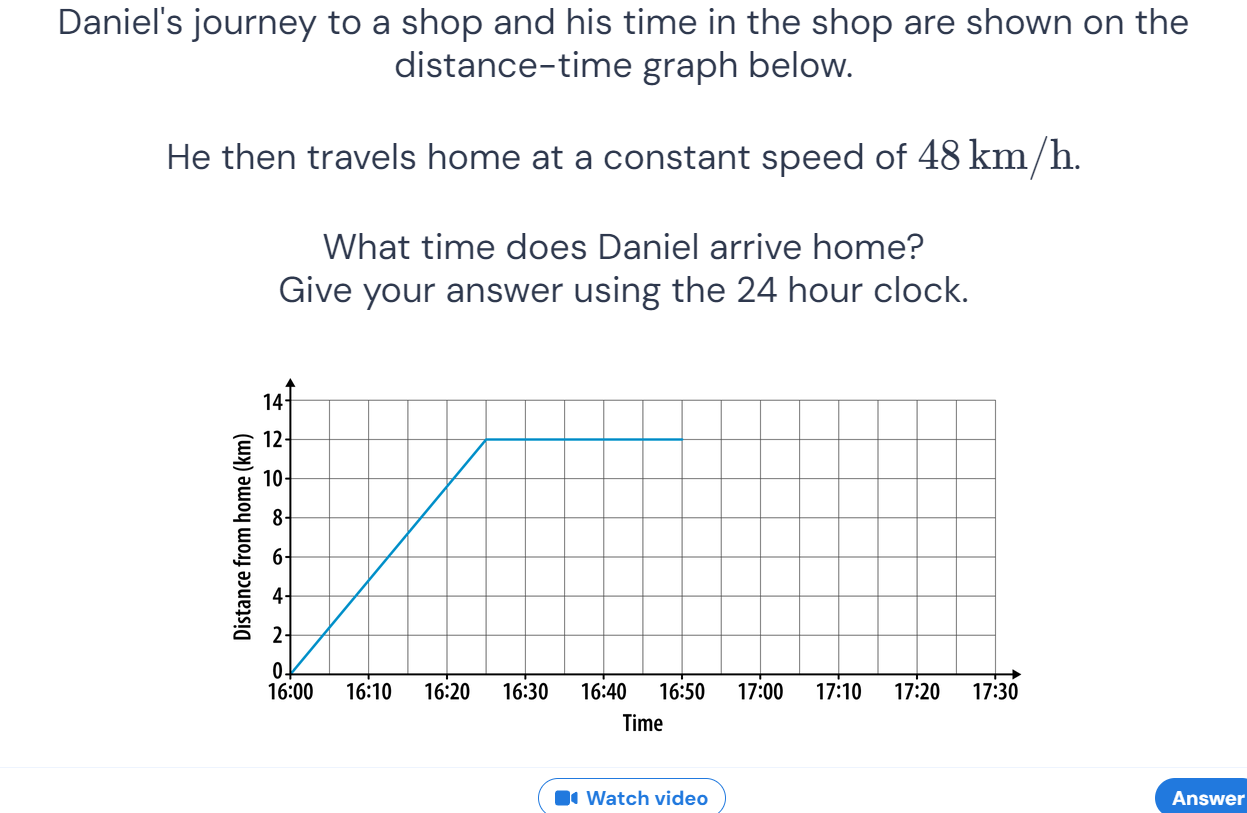 Daniel's journey to a shop and his time in the shop are shown on the
distance-time graph below.
He then travels home at a constant speed of 48 km/h.
What time does Daniel arrive home?
Give your answer using the 24 hour clock.
Distance from home (km)
14
12
10
8
6
4
2
0
16:00 16:10 16:20 16:30 16:40 16:50 17:00 17:10 17:20 17:30
Time
Watch video
Answer